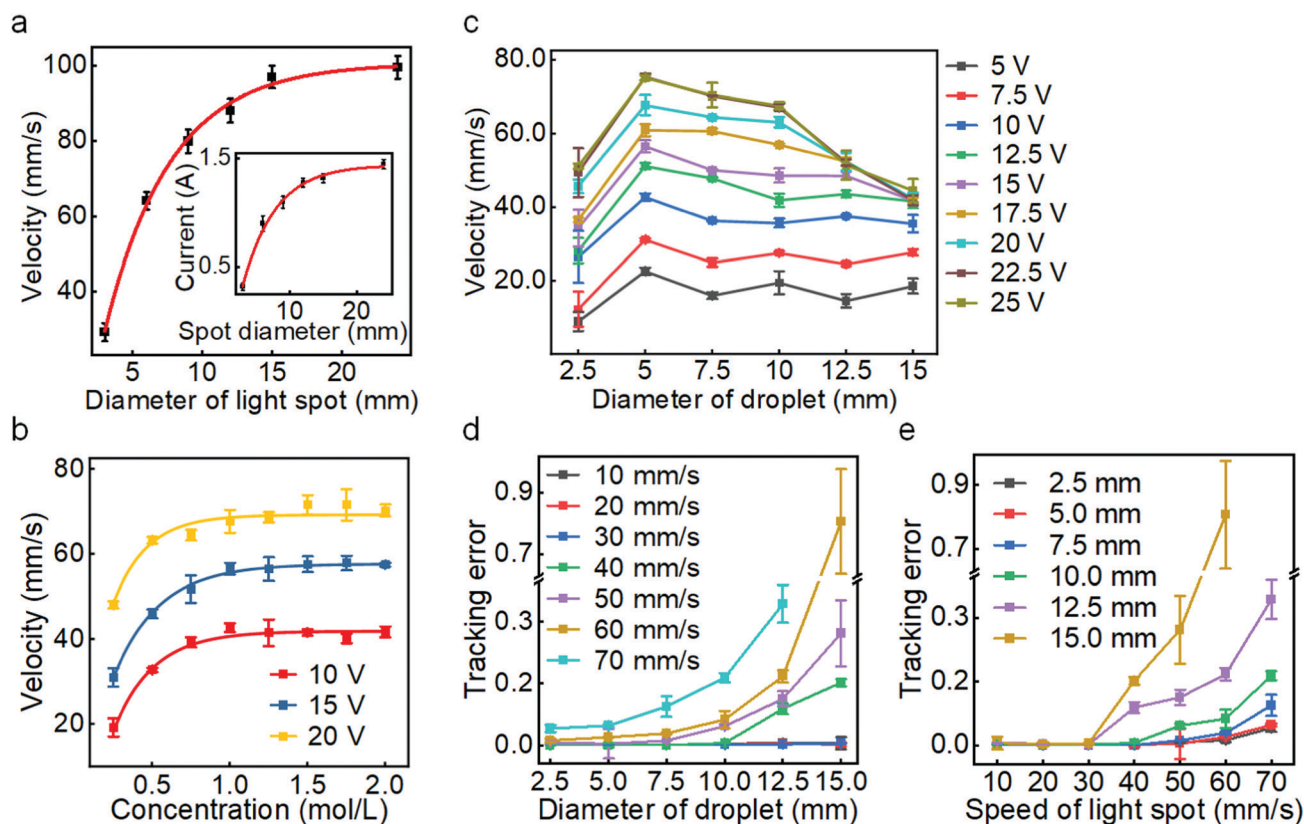 a
100
80
60
40
Velocity (mm/s)
5
10
15
20
Diameter of light spot (mm)
1.5
0.5
Current (A)
0
10
20
Spot diameter (mm)
c
80.0
60.0
40.0
20.0
Velocity (mm/s)
2.5
5
7.5
10
12.5
15
Diameter of droplet (mm)
5 V
7.5 V
10 V
12.5 V
15 V
17.5 V
20 V
22.5 V
25 V
b
80
60
40
20
Velocity (mm/s)
0.5
1.0
1.5
2.0
Concentration (mol/L)
10 V
15 V
20 V
d
0.9
0.7
0.3
0.2
0.0
Tracking error
2.5
5.0
7.5
10.0
12.5
15.0
Diameter of droplet (mm)
10 mm/s
20 mm/s
30 mm/s
40 mm/s
50 mm/s
60 mm/s
70 mm/s
e
0.9
0.7
0.3
0.2
0.0
Tracking error
10
20
30
40
50
60
70
Speed of light spot (mm/s)
2.5 mm
5.0 mm
7.5 mm
10.0 mm
12.5 mm
15.0 mm